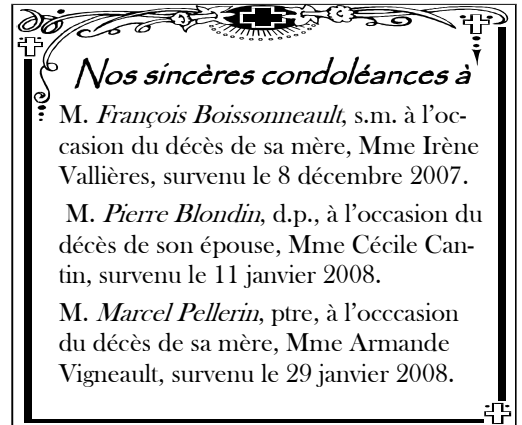 Nos sincères condoléances à
M. François Boissonneault, s.m. à l'oc-
casion du décès de sa mère, Mme Irène
Vallières, survenu le 8 décembre 2007.
M. Pierre Blondin, d.p., à l'occasion du
décès de son épouse, Mme Cécile Can-
tin, survenu le 11 janvier 2008.
M. Marcel Pellerin, ptre, à l'occcasion
du décès de sa mère, Mme Armande
Vigneault, survenu le 29 janvier 2008.